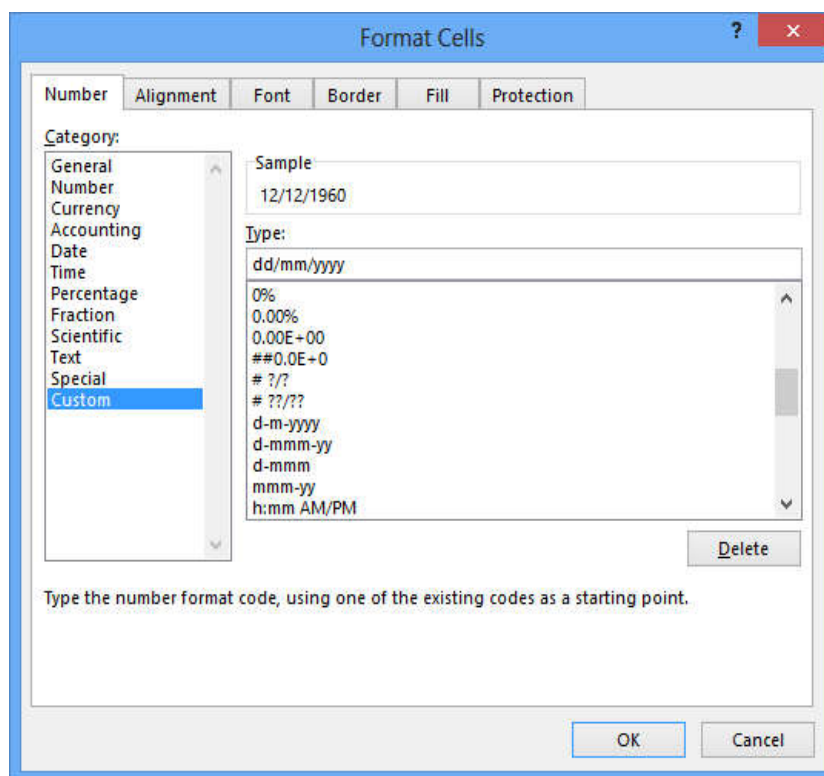 Format Cells
?
x
Number Alignment Font Border Fill Protection
Category:
General
Number
Currency
Accounting
Date
Time
Percentage
Fraction
Scientific
Text
Special
Custom
Sample
12/12/1960
Type:
dd/mm/yyyy
0%
0.00%
0.00E+00
##0.0E+0
# ?/?
# ??/??
d-m-yyyy
d-mmm-yy
d-mmm
mmm-yy
h:mm AM/PM
Delete
Type the number format code, using one of the existing codes as a starting point.
OK Cancel